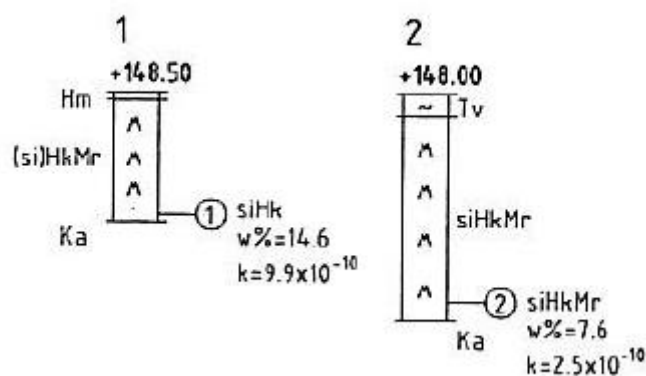 1
+148.50
Hm
(si)HkMr
Ka
1 siHk
w%=14.6
k=9.9x10⁻¹⁰
2
+148.00
~ Tv
siHkMr
2 siHkMr
w%=7.6
Ka
k=2.5x10⁻¹⁰